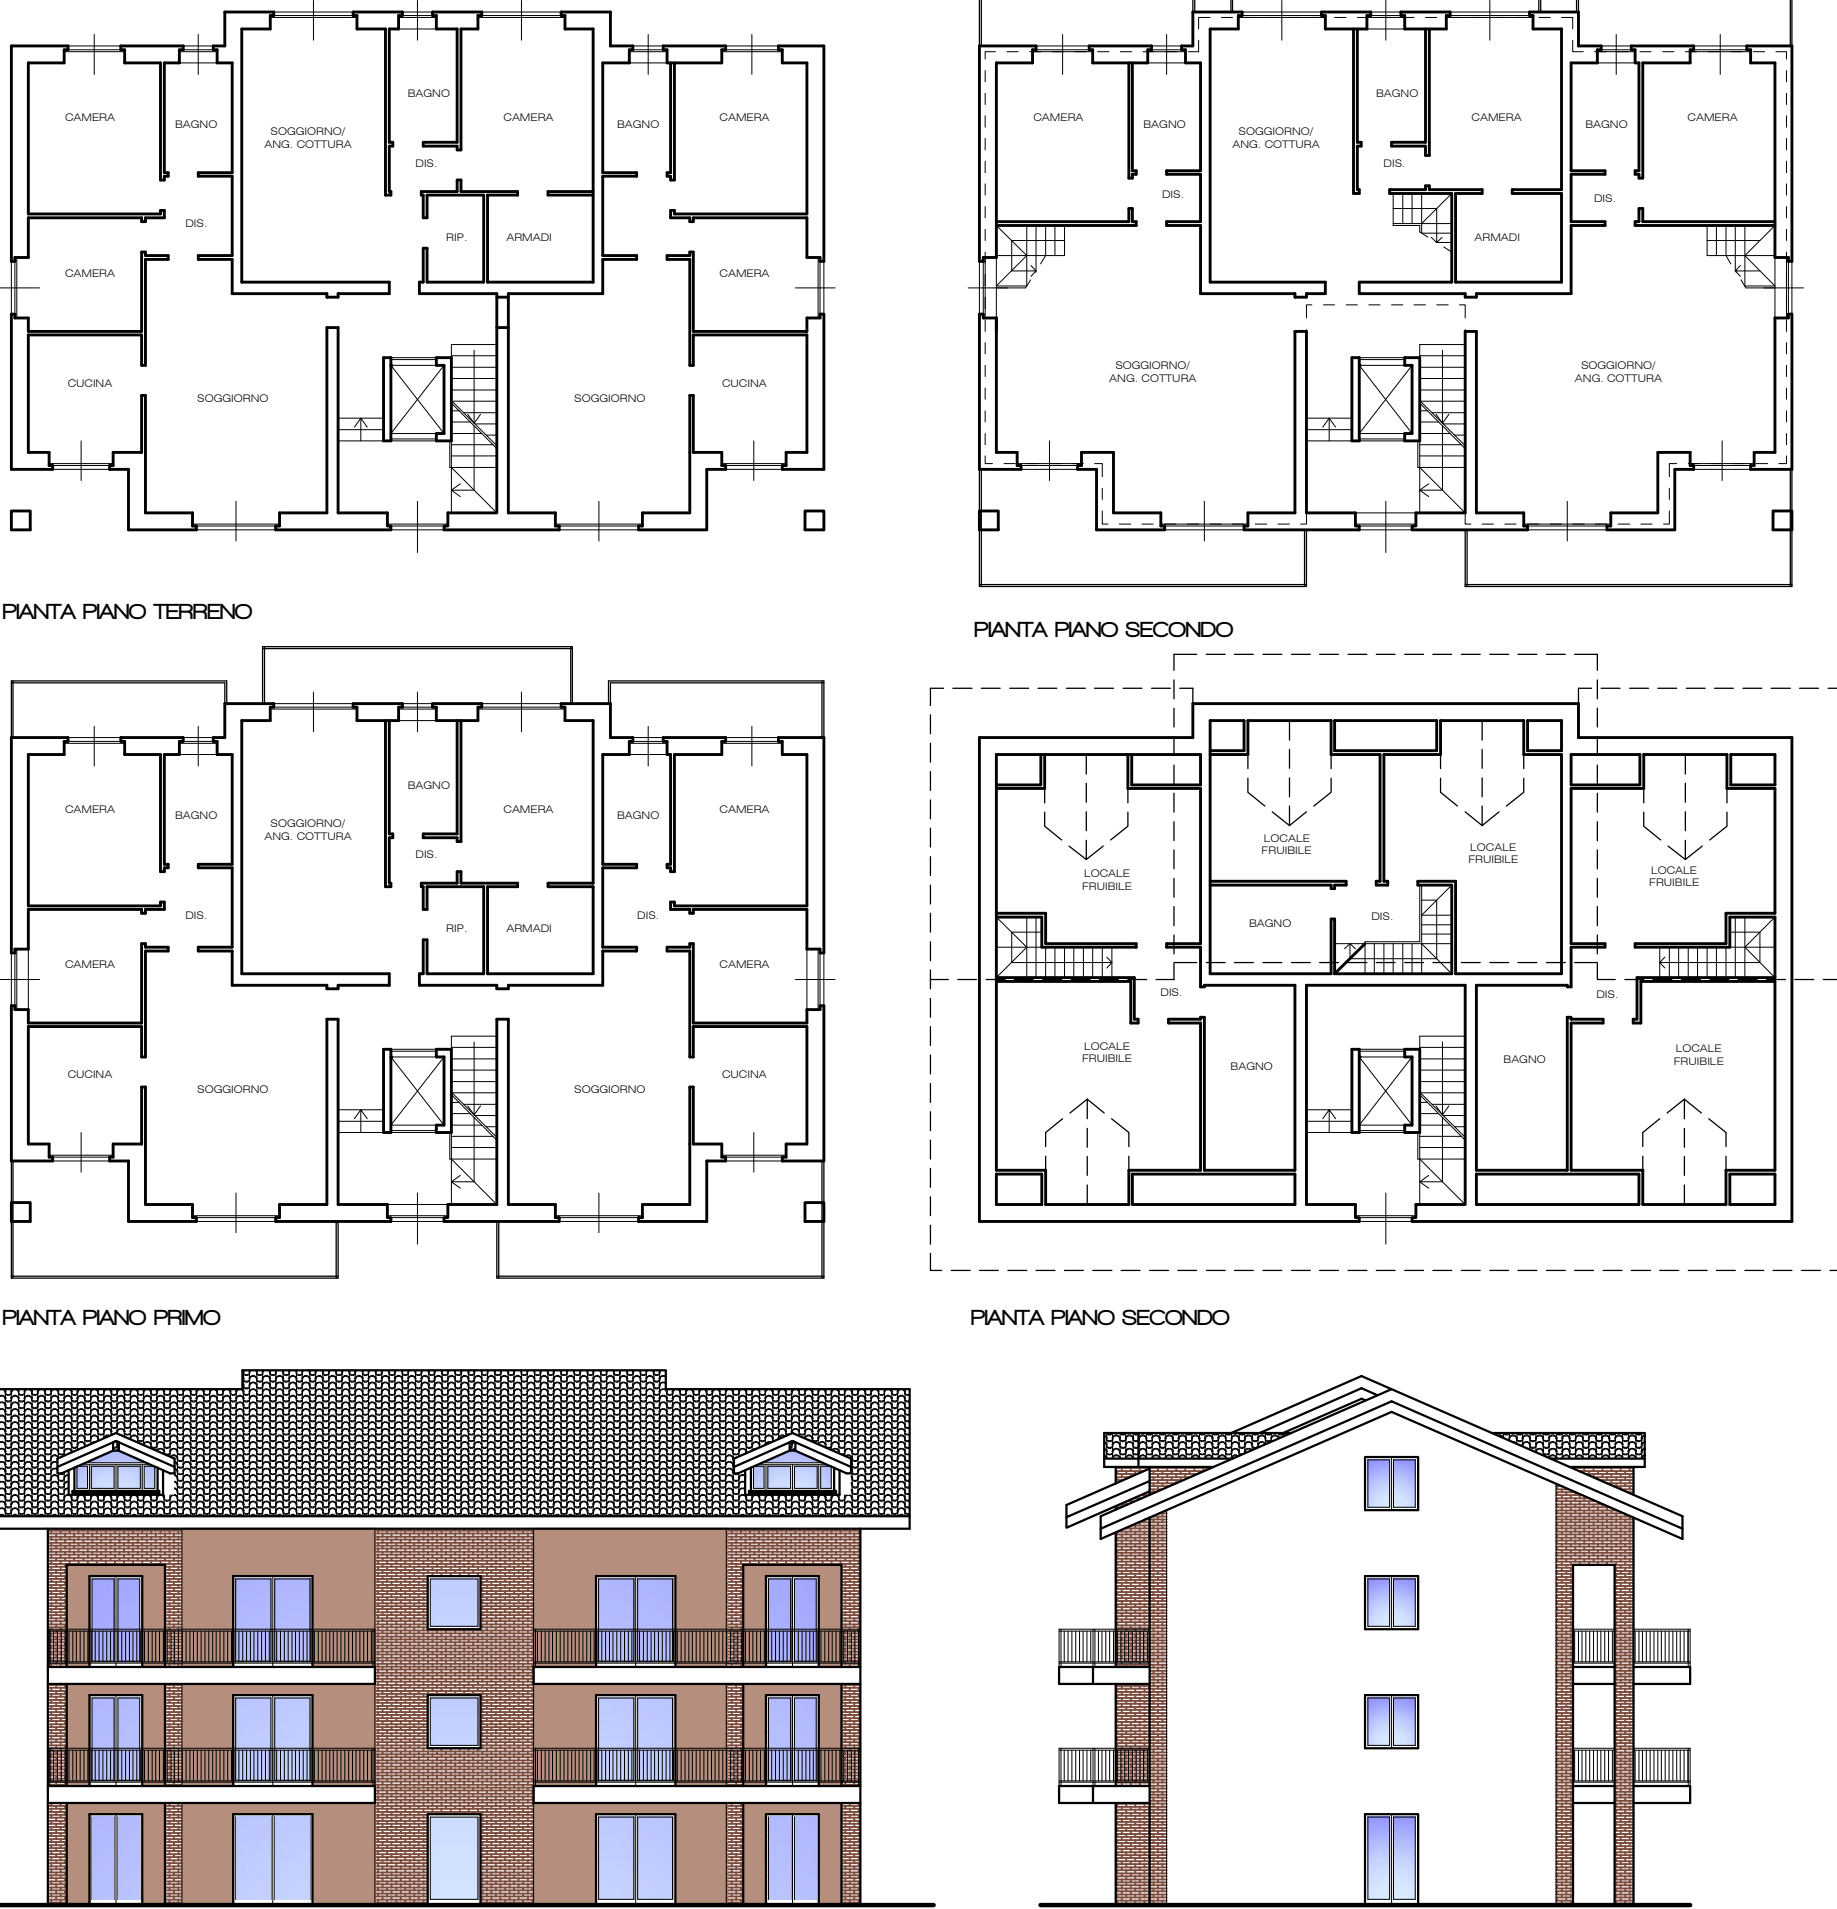 CAMERA
BAGNO
SOGGIORNO/
ANG. COTTURA
BAGNO
CAMERA
BAGNO
CAMERA
DIS.
DIS.
RIP.
ARMADI
CAMERA
CAMERA
CUCINA
SOGGIORNO
SOGGIORNO
CUCINA
PIANTA PIANO TERRENO
CAMERA
BAGNO
SOGGIORNO/
ANG. COTTURA
BAGNO
CAMERA
BAGNO
CAMERA
DIS.
DIS.
DIS.
ARMADI
SOGGIORNO/
ANG. COTTURA
SOGGIORNO/
ANG. COTTURA
PIANTA PIANO SECONDO
CAMERA
BAGNO
SOGGIORNO/
ANG. COTTURA
BAGNO
CAMERA
BAGNO
CAMERA
DIS.
DIS.
RIP.
ARMADI
DIS.
CAMERA
CAMERA
CUCINA
SOGGIORNO
SOGGIORNO
CUCINA
PIANTA PIANO PRIMO
LOCALE
FRUIBILE
LOCALE
FRUIBILE
LOCALE
FRUIBILE
LOCALE
FRUIBILE
BAGNO
DIS.
DIS.
DIS.
LOCALE
FRUIBILE
BAGNO
BAGNO
LOCALE
FRUIBILE
PIANTA PIANO SECONDO